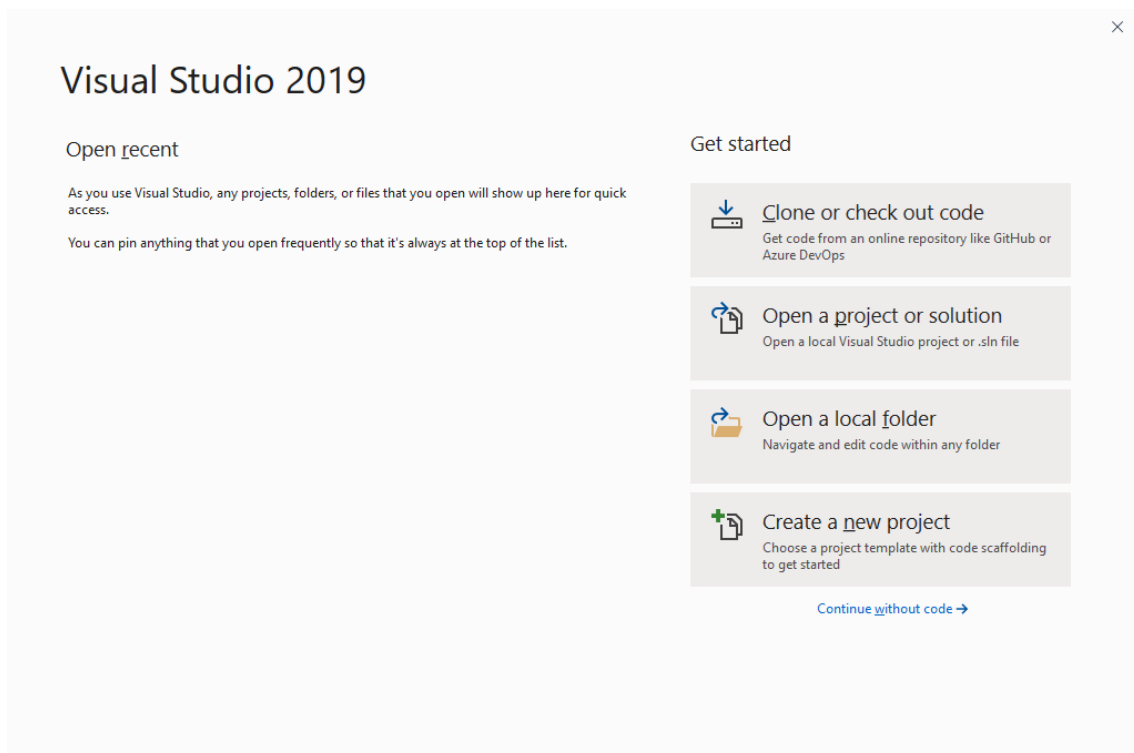 Visual Studio 2019
Open recent
As you use Visual Studio, any projects, folders, or files that you open will show up here for quick
access.
You can pin anything that you open frequently so that it's always at the top of the list.
Get started
Clone or check out code
Get code from an online repository like GitHub or
Azure DevOps
Open a project or solution
Open a local Visual Studio project or .sln file
Open a local folder
Navigate and edit code within any folder
Create a new project
Choose a project template with code scaffolding
to get started
Continue without code →